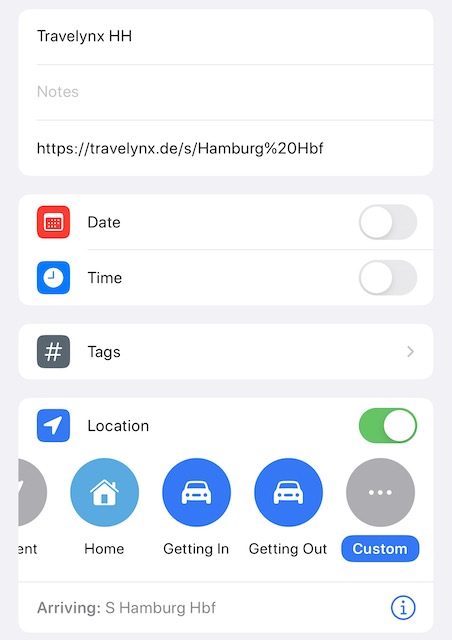 Travelynx HH
Notes
https://travelynx.de/s/Hamburg%20Hbf
Date
Time
# Tags
Location
ent Home Getting In Getting Out Custom
Arriving: S Hamburg Hbf